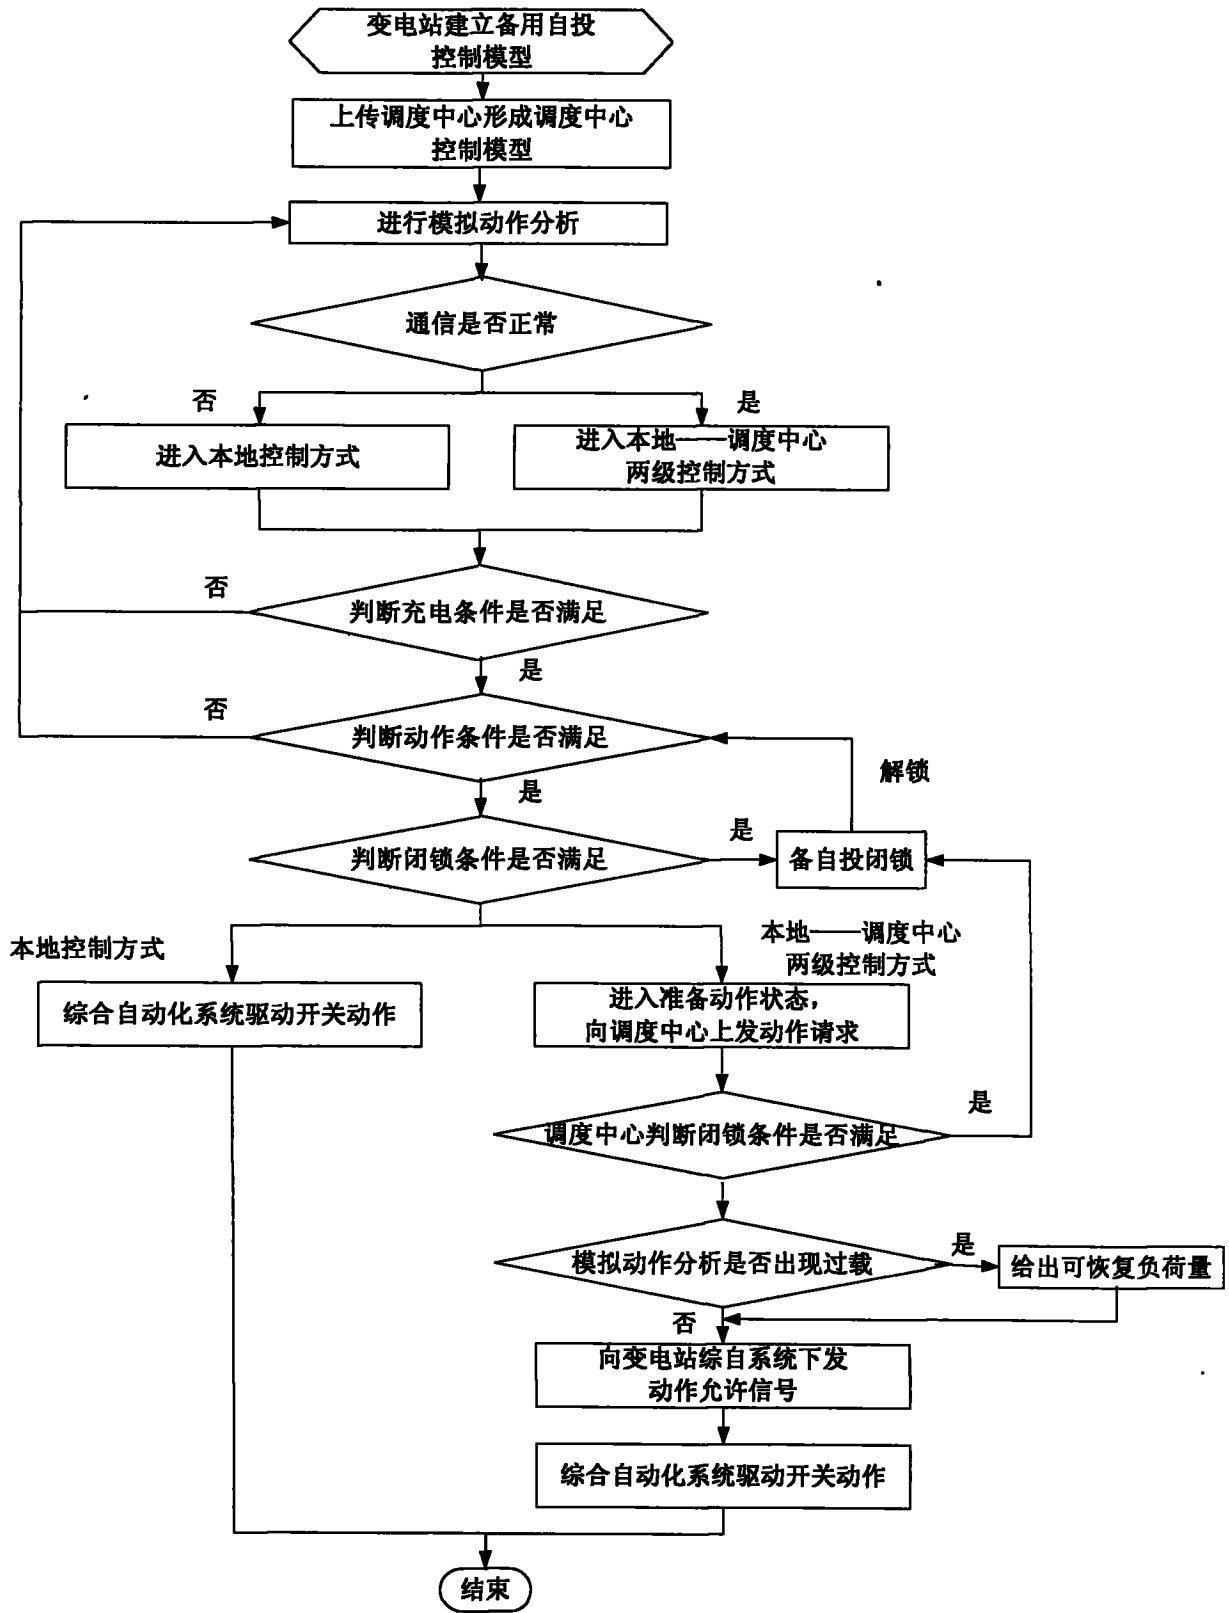 变电站建立备用自投
控制模型
上传调度中心形成调度中心
控制模型
进行模拟动作分析
通信是否正常
否
是
进入本地控制方式
进入本地——调度中心
两级控制方式
否
判断充电条件是否满足
是
否
判断动作条件是否满足
解锁
是
是
判断闭锁条件是否满足
备自投闭锁
本地控制方式
本地——调度中心
两级控制方式
综合自动化系统驱动开关动作
进入准备动作状态,
向调度中心上发动作请求
是
调度中心判断闭锁条件是否满足
是
模拟动作分析是否出现过载
给出可恢复负荷量
否
向变电站综自系统下发
动作允许信号
综合自动化系统驱动开关动作
结束